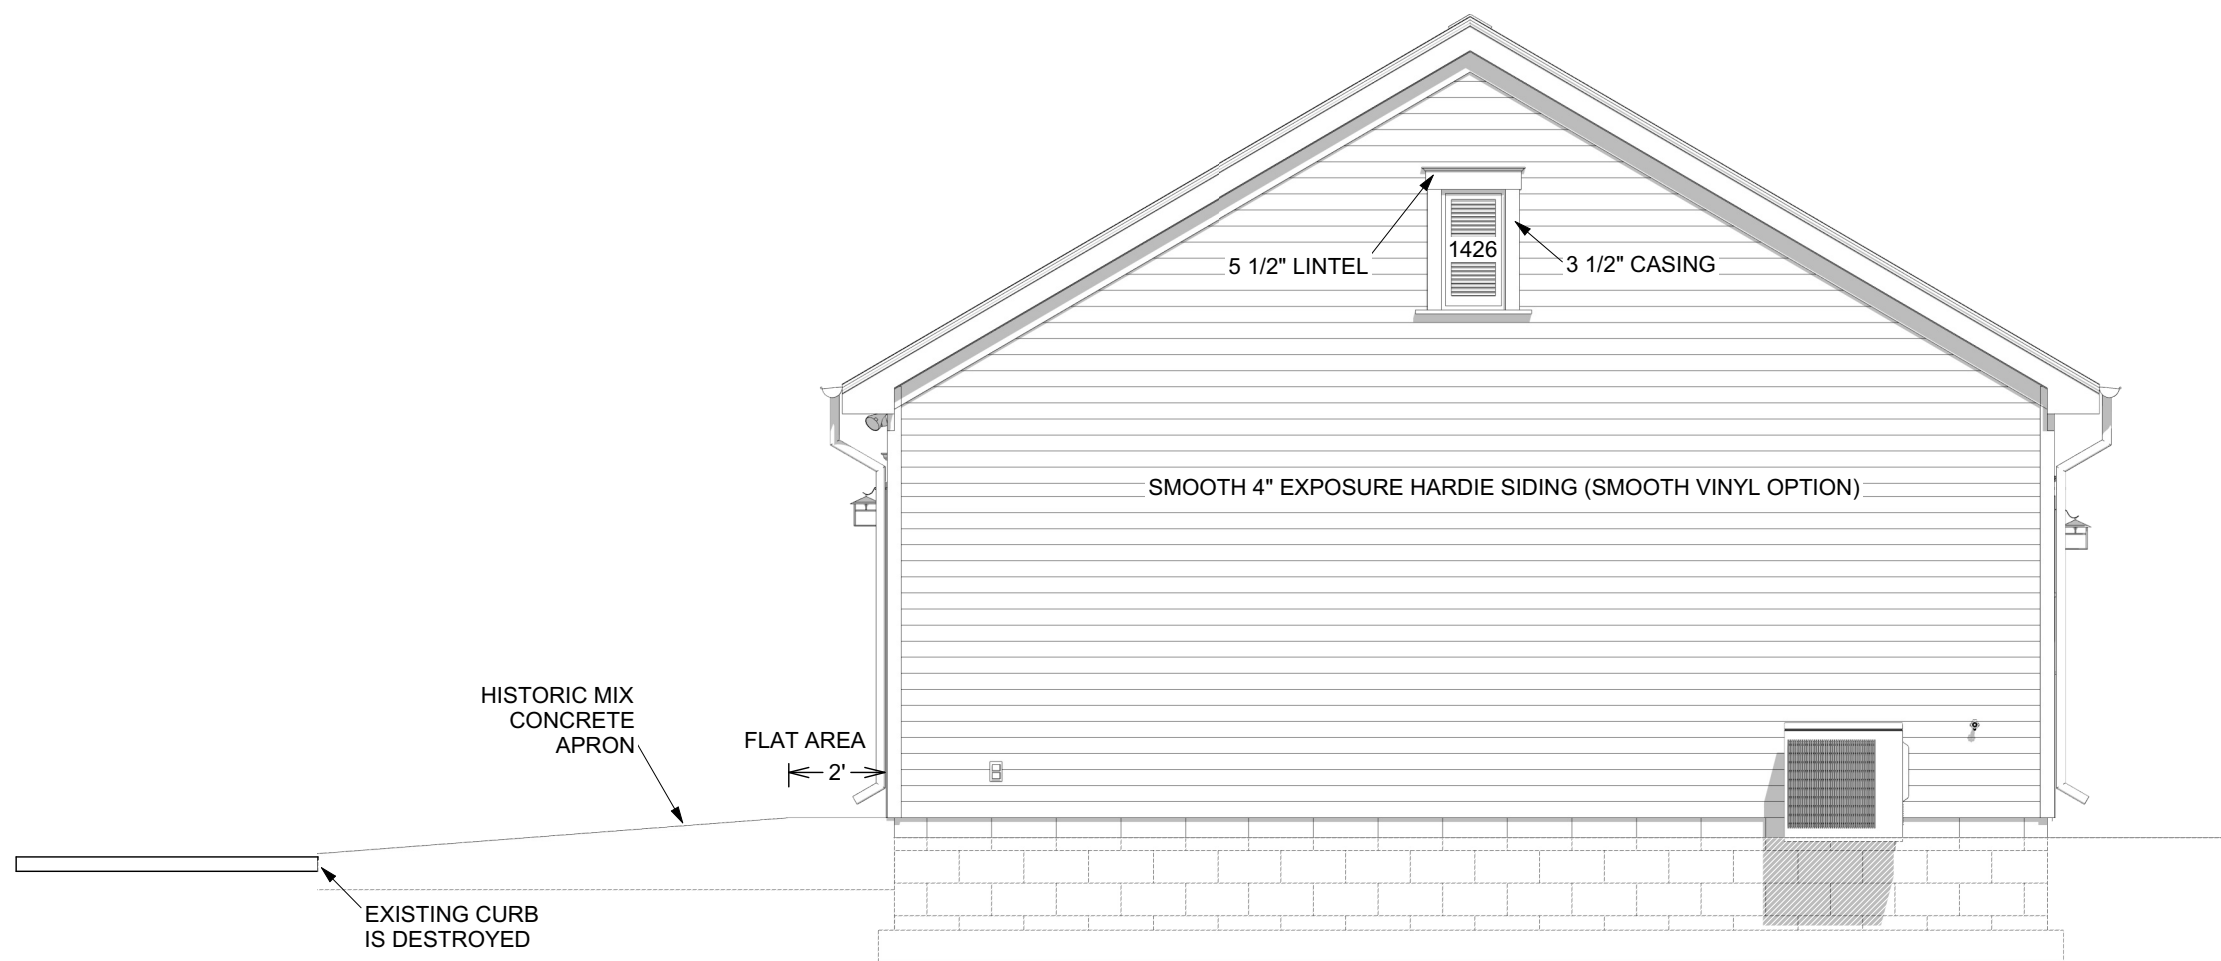 1426
5 1/2" LINTEL
3 1/2" CASING
SMOOTH 4" EXPOSURE HARDIE SIDING (SMOOTH VINYL OPTION)
HISTORIC MIX
CONCRETE
APRON
FLAT AREA
2'
EXISTING CURB
IS DESTROYED